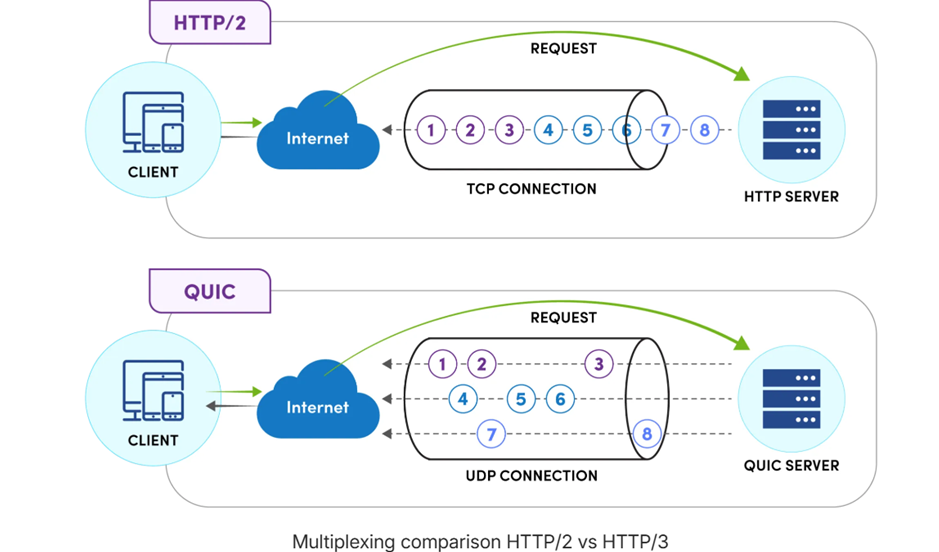 HTTP/2
REQUEST
CLIENT
Internet
1 2 3 4 5 6 7 8
TCP CONNECTION
HTTP SERVER
QUIC
REQUEST
CLIENT
Internet
1 2 3
4 5 6
7 8
UDP CONNECTION
QUIC SERVER
Multiplexing comparison HTTP/2 vs HTTP/3